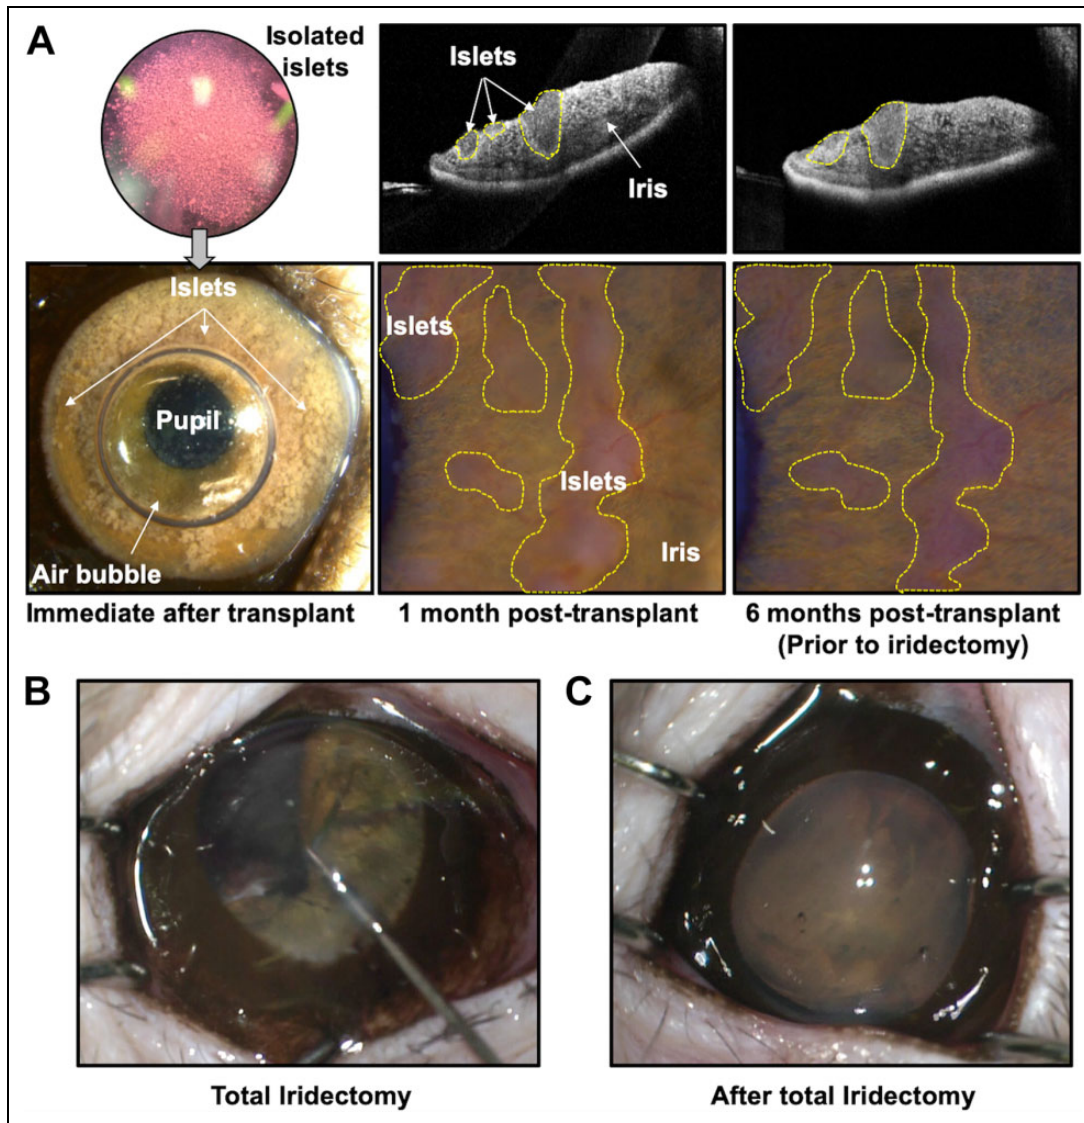 A
Isolated
islets
Islets
Iris
Islets
Pupil
Air bubble
Islets
Islets
Iris
Immediate after transplant
1 month post-transplant
6 months post-transplant
(Prior to iridectomy)
B
C
Total Iridectomy
After total Iridectomy